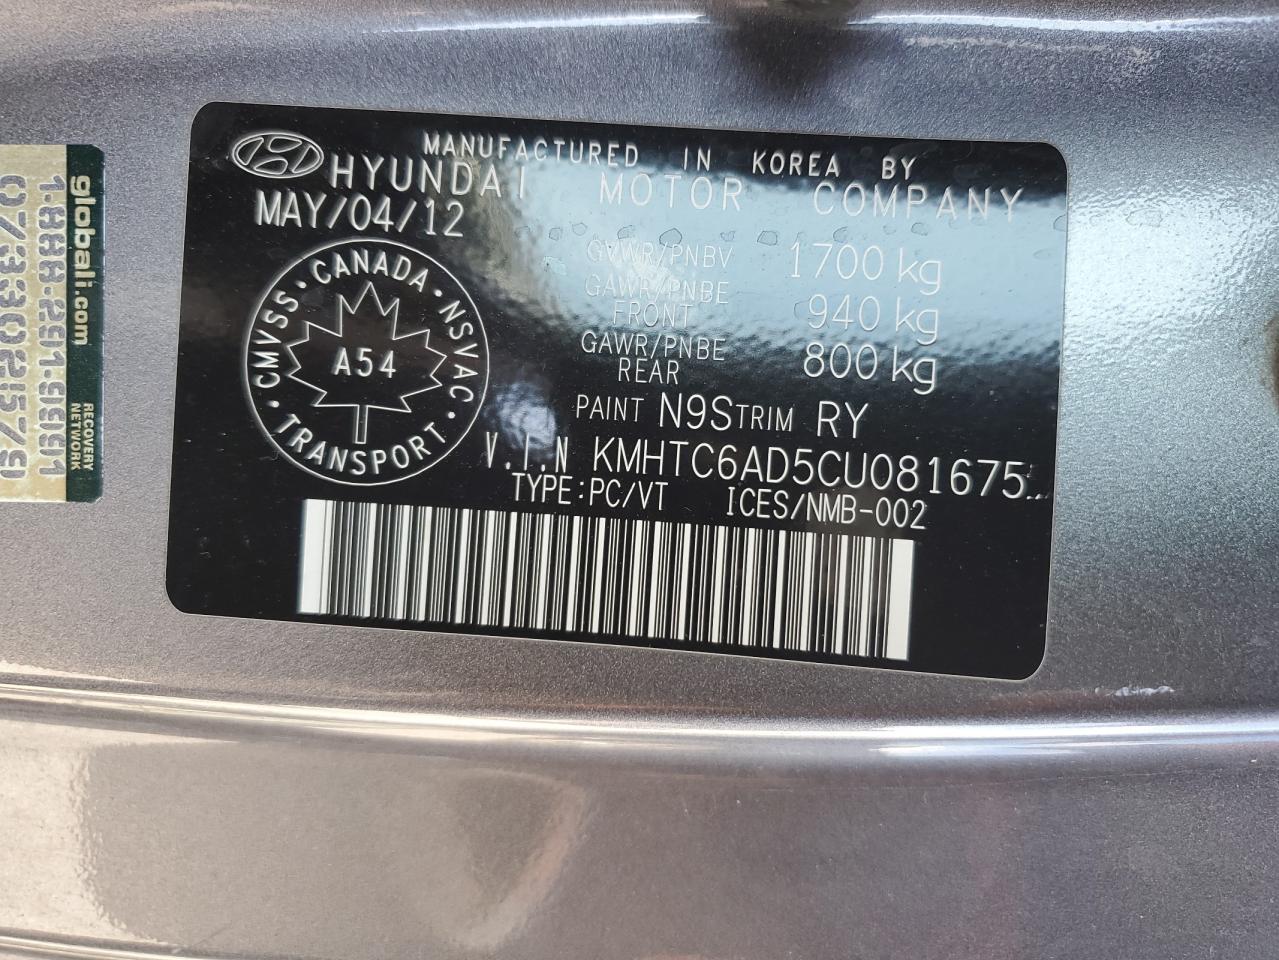 MANUFACTURED IN KOREA BY
HYUNDAI MOTOR COMPANY
MAY/04/12
GVWR/PNBV 1700 kg
GAWR/PNBE FRONT 940 kg
GAWR/PNBE REAR 800 kg
PAINT N9S TRIM RY
V.I.N KMHTC6AD5CU081675
TYPE:PC/VT ICES/NMB-002
·CANADA·NSVAC·TRANSPORT·CMVSS
A54
globali.com
RECOVERY
NETWORK